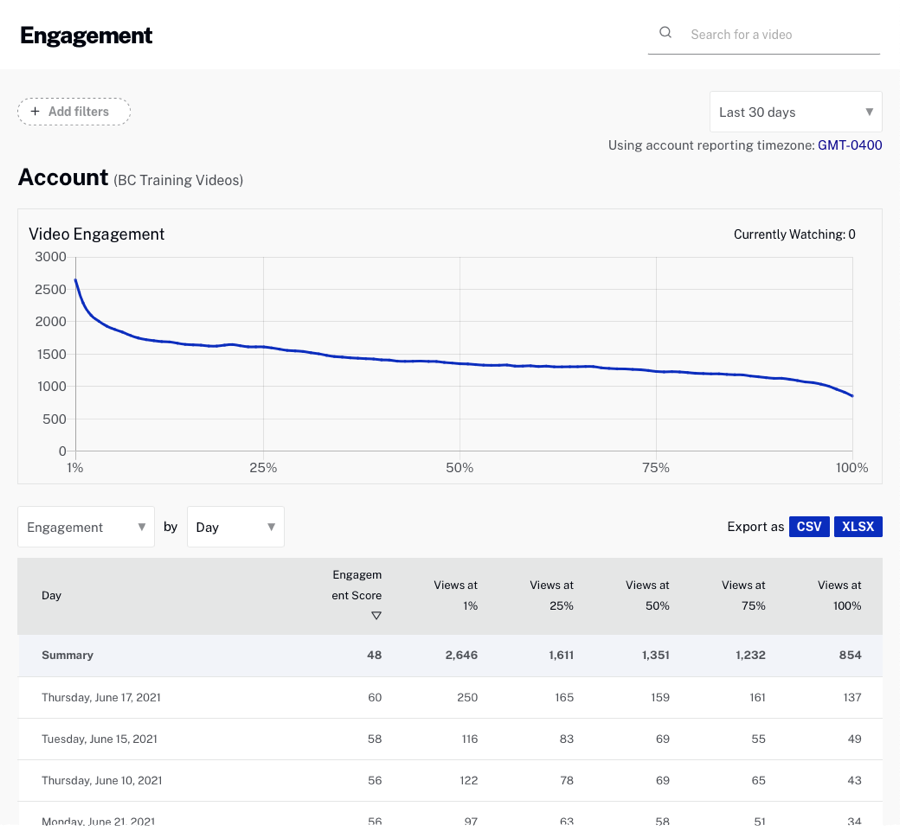 Engagement
Search for a video
+ Add filters
Last 30 days
Using account reporting timezone: GMT-0400
Account (BC Training Videos)
Video Engagement
Currently Watching: 0
3000
2500
2000
1500
1000
500
0
1% 25% 50% 75% 100%
Engagement by Day
Export as CSV XLSX
Day Engagem ent Score Views at 1% Views at 25% Views at 50% Views at 75% Views at 100%
Summary 48 2,646 1,611 1,351 1,232 854
Thursday, June 17, 2021 60 250 165 159 161 137
Tuesday, June 15, 2021 58 116 83 69 55 49
Thursday, June 10, 2021 56 122 78 69 65 43
Monday, June 21, 2021 56 97 63 58 51 34